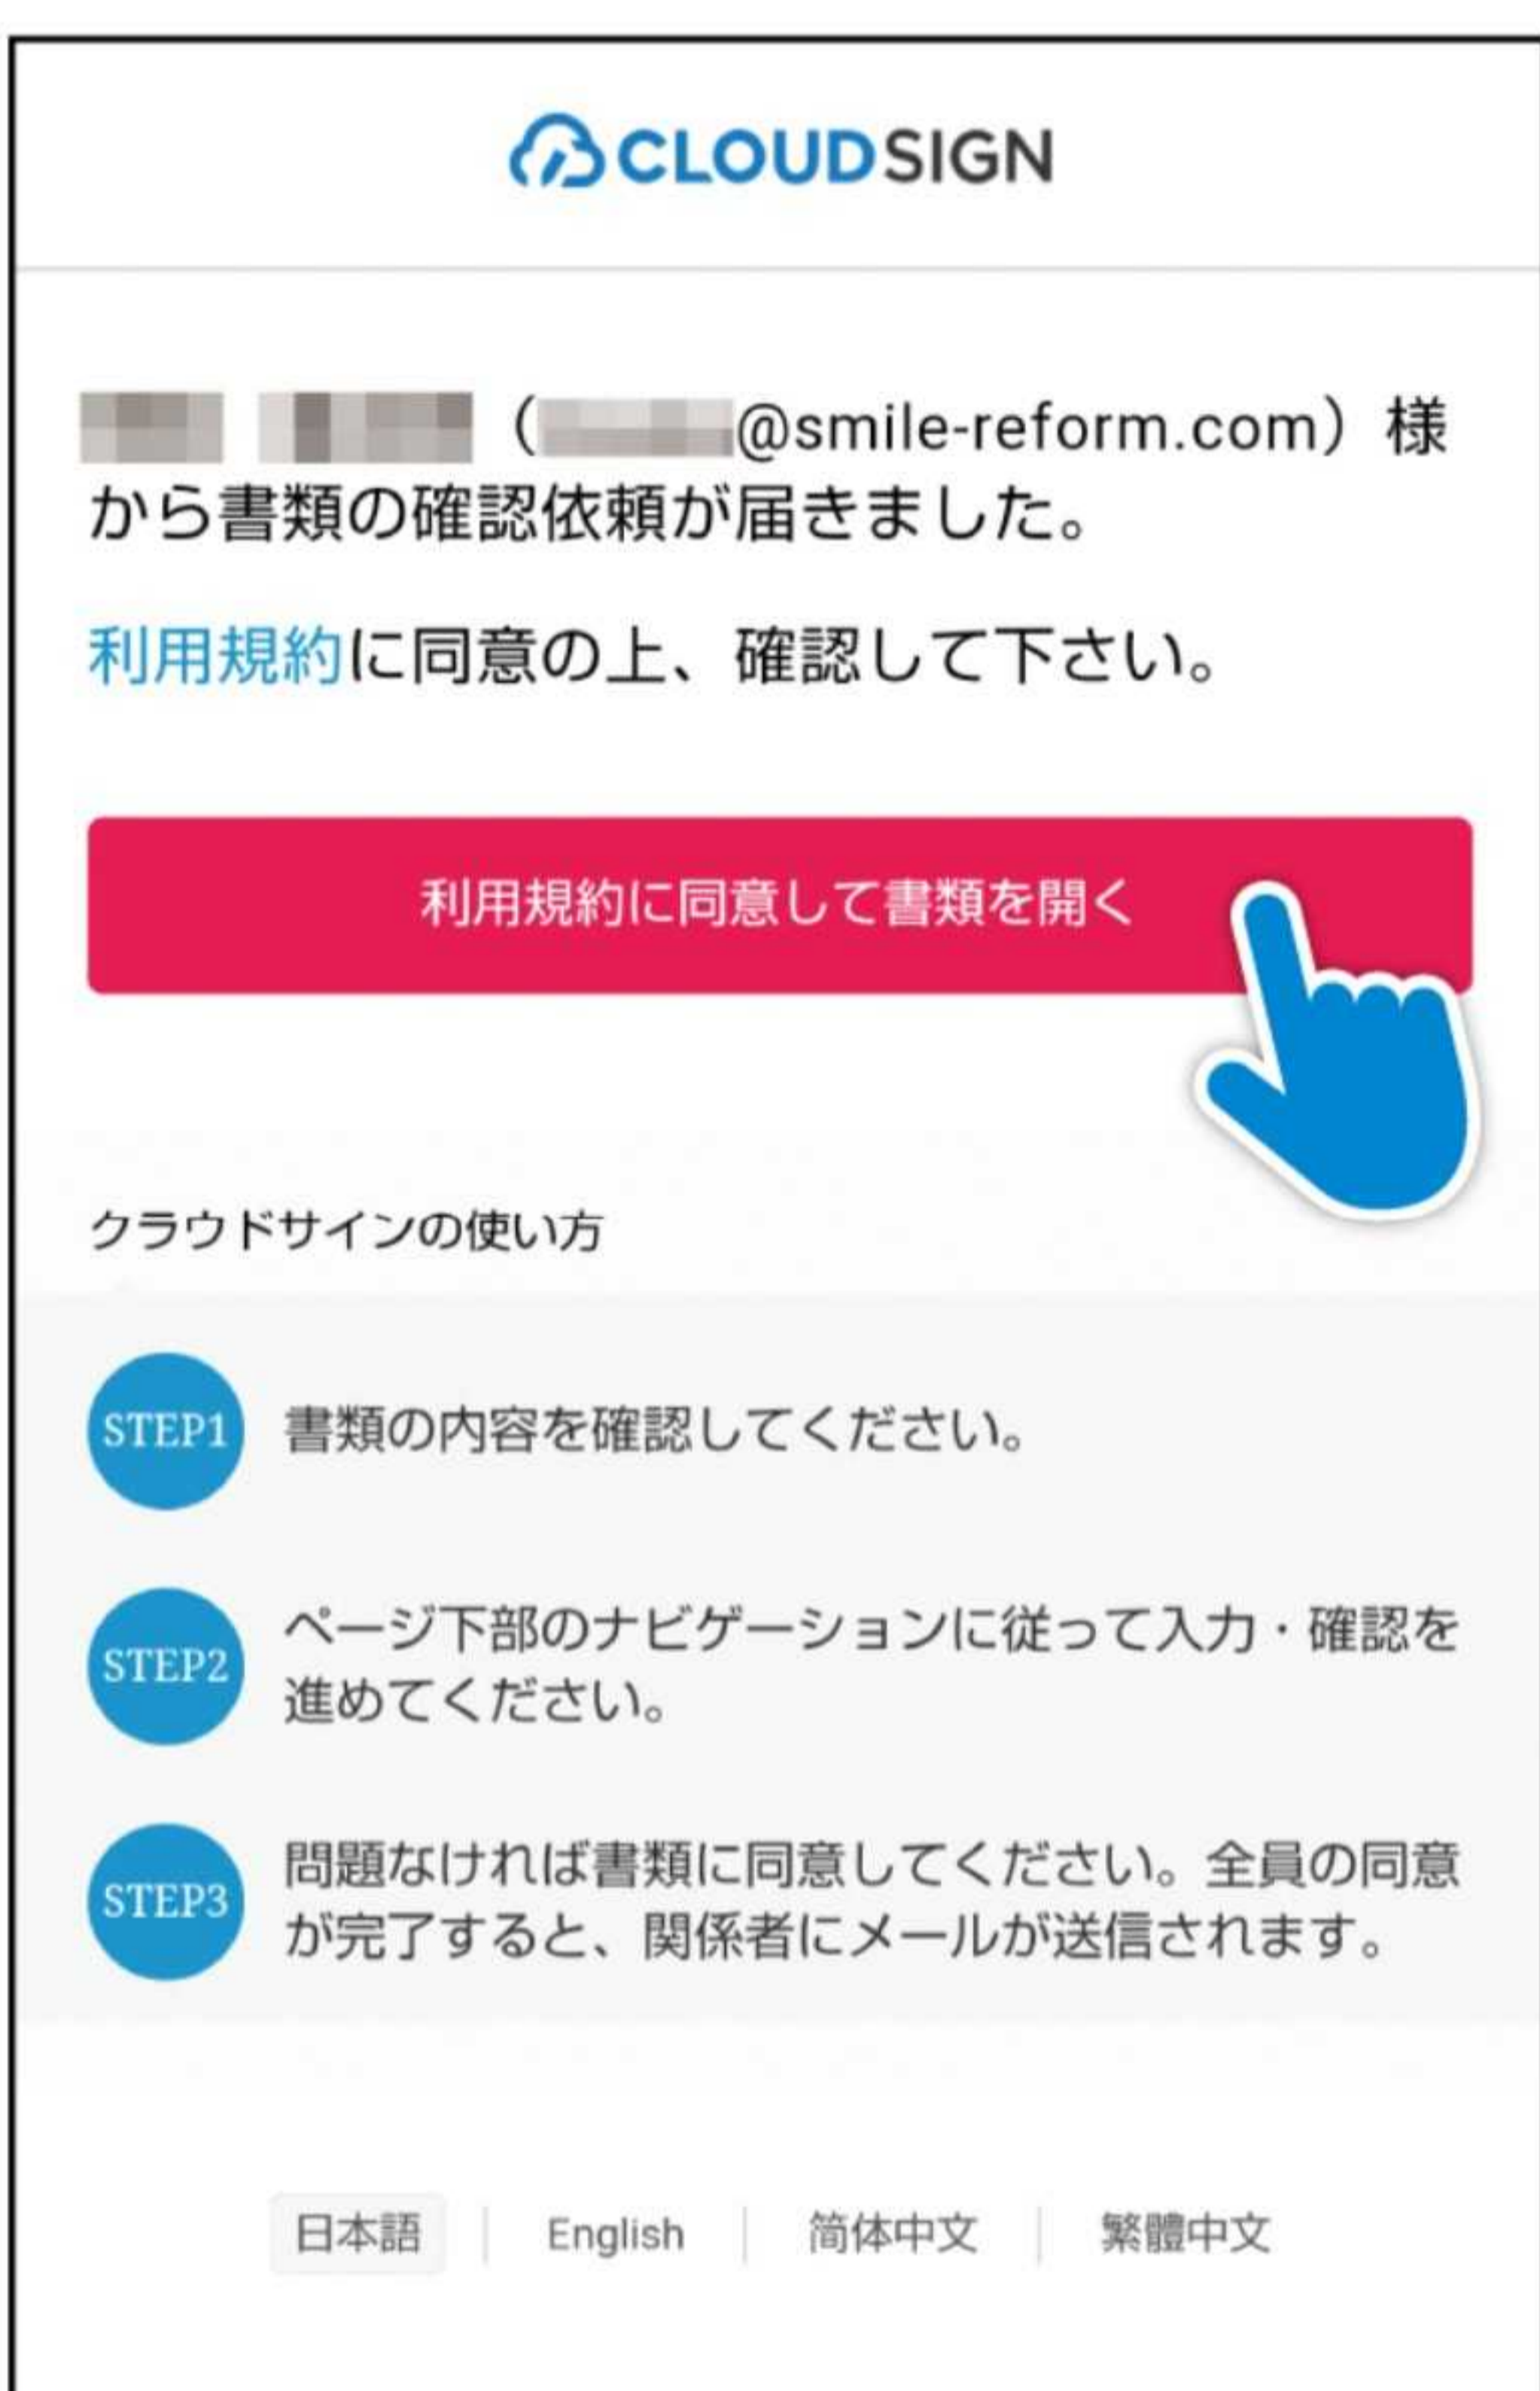 CLOUDSIGN
（@smile-reform.com）様
から書類の確認依頼が届きました。
利用規約に同意の上、確認して下さい。
利用規約に同意して書類を開く
クラウドサインの使い方
STEP1 書類の内容を確認してください。
STEP2 ページ下部のナビゲーションに従って入力・確認を
進めてください。
STEP3 問題なければ書類に同意してください。全員の同意
が完了すると、関係者にメールが送信されます。
日本語 English 简体中文 繁體中文